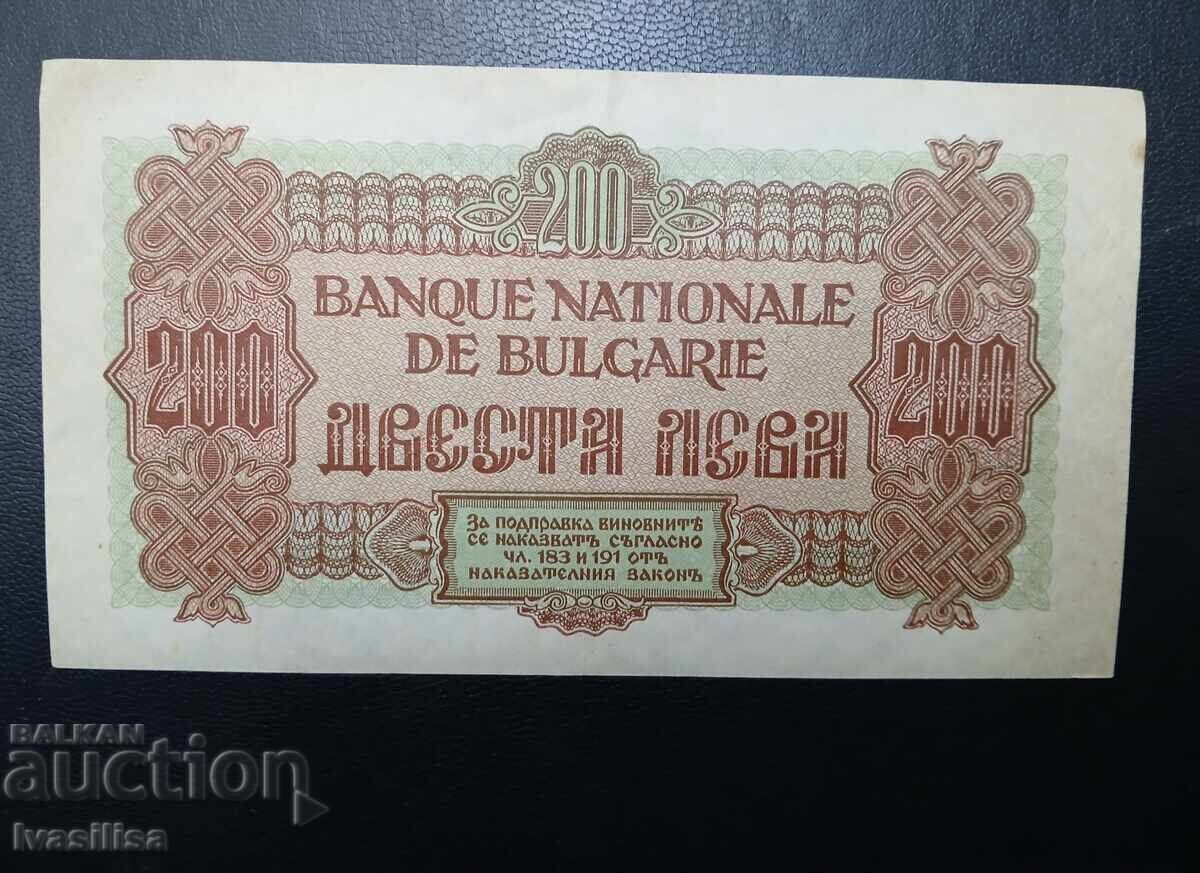 200
BANQUE NATIONALE
DE BULGARIE
200
200
ДВЕСТА ЛЕВА
За подправка виновнитѣ
се наказватъ съгласно
чл. 183 и 191 отъ
наказателния законъ
BALKAN
auction
lvasilisa